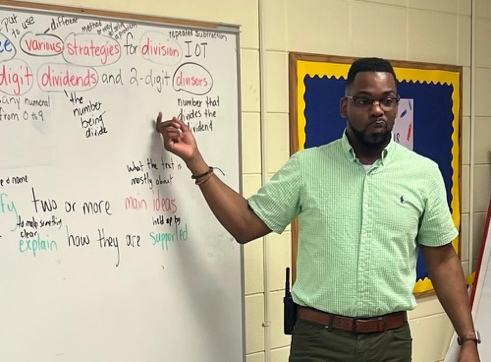 put to use
different
method or way of doing something
repeated subtraction
various strategies for division IOT
digit dividends and 2-digit divisors
any numeral from 0 to 9
the number being divide
number that divides the dividend
name
what the text is mostly about
two or more main ideas
to make something clear
held up by
explain how they are supported